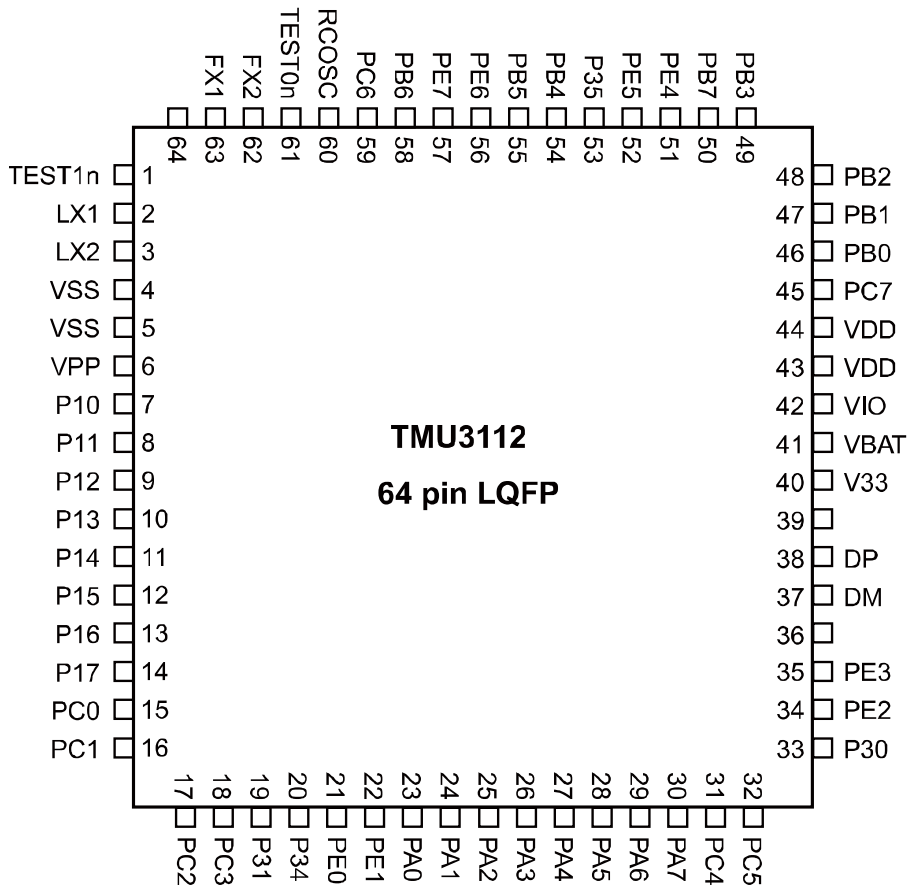 FX1 FX2 TEST0n RCOSC PC6 PB6 PE7 PE6 PB5 PB4 P35 PE5 PE4 PB7 PB3
64 63 62 61 60 59 58 57 56 55 54 53 52 51 50 49
TEST1n 1 48 PB2
LX1 2 47 PB1
LX2 3 46 PB0
VSS 4 45 PC7
VSS 5 44 VDD
VPP 6 43 VDD
P10 7 42 VIO
P11 8 41 VBAT
P12 9 40 V33
P13 10 39
P14 11 38 DP
P15 12 37 DM
P16 13 36
P17 14 35 PE3
PC0 15 34 PE2
PC1 16 33 P30
TMU3112
64 pin LQFP
17 18 19 20 21 22 23 24 25 26 27 28 29 30 31 32
PC2 PC3 P31 P34 PE0 PE1 PA0 PA1 PA2 PA3 PA4 PA5 PA6 PA7 PC4 PC5